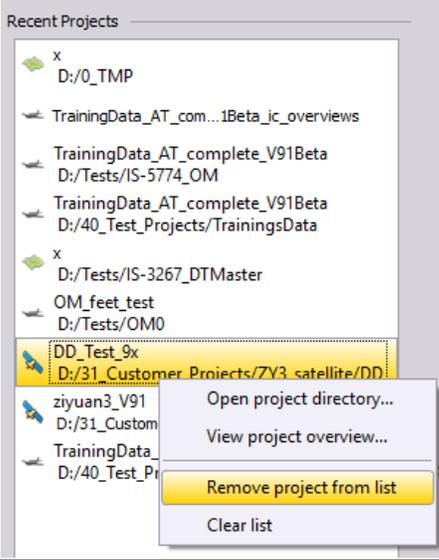 Recent Projects
x
D:/0_TMP
TrainingData_AT_com...1Beta_ic_overviews
TrainingData_AT_complete_V91Beta
D:/Tests/IS-5774_OM
TrainingData_AT_complete_V91Beta
D:/40_Test_Projects/TrainingsData
x
D:/Tests/IS-3267_DTMaster
OM_feet_test
D:/Tests/OM0
DD_Test_9x
D:/31_Customer_Projects/ZY3_satellite/DD
ziyuan3_V91
D:/31_Custom
TrainingData_
D:/40_Test_Pr
Open project directory...
View project overview...
Remove project from list
Clear list